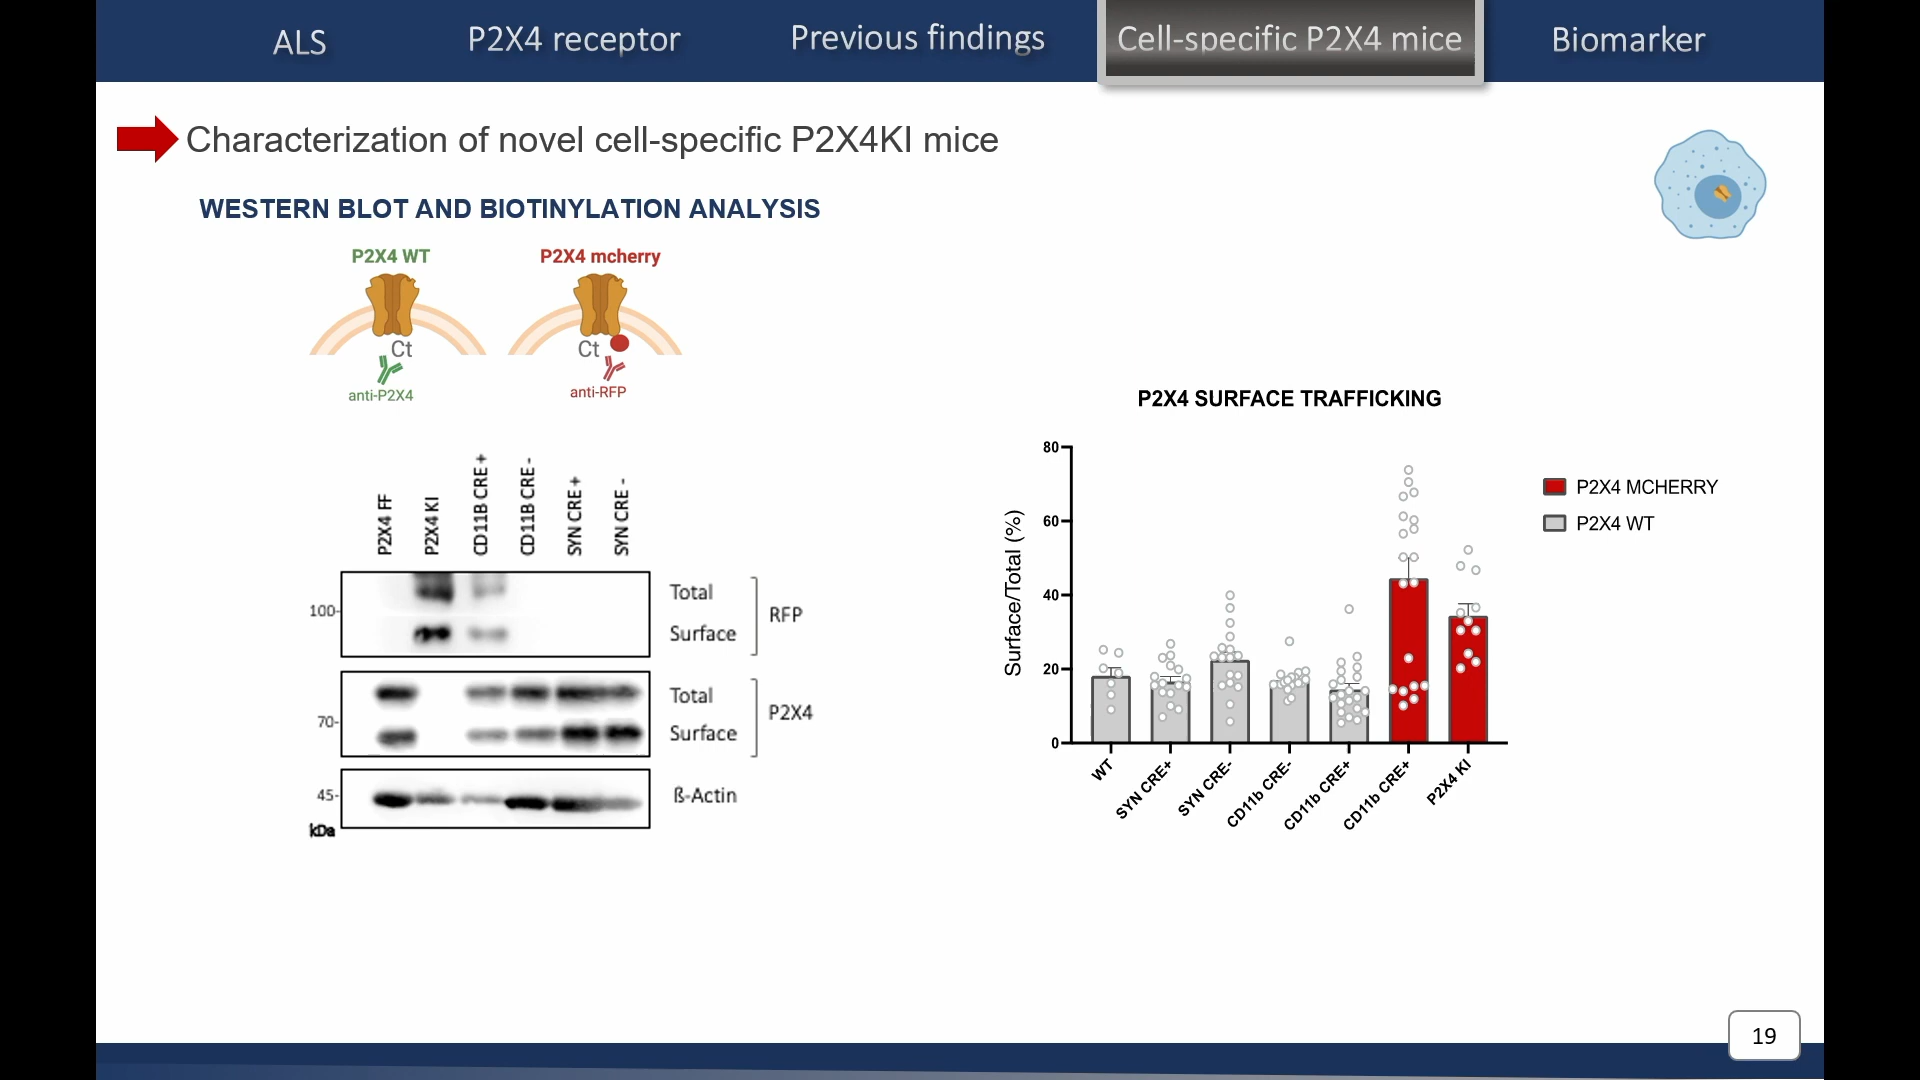 ALS
P2X4 receptor
Previous findings
Cell-specific P2X4 mice
Biomarker
Characterization of novel cell-specific P2X4KI mice
WESTERN BLOT AND BIOTINYLATION ANALYSIS
P2X4 WT
P2X4 mcherry
Ct
Ct
anti-P2X4
anti-RFP
P2X4 FF
P2X4 KI
CD11B CRE +
CD11B CRE -
SYN CRE +
SYN CRE -
100-
Total
Surface
RFP
70-
Total
Surface
P2X4
45-
ß-Actin
kDa
P2X4 SURFACE TRAFFICKING
Surface/Total (%)
80
60
40
20
0
WT
SYN CRE+
SYN CRE-
CD11b CRE-
CD11b CRE+
CD11b CRE+
P2X4 KI
P2X4 MCHERRY
P2X4 WT
19